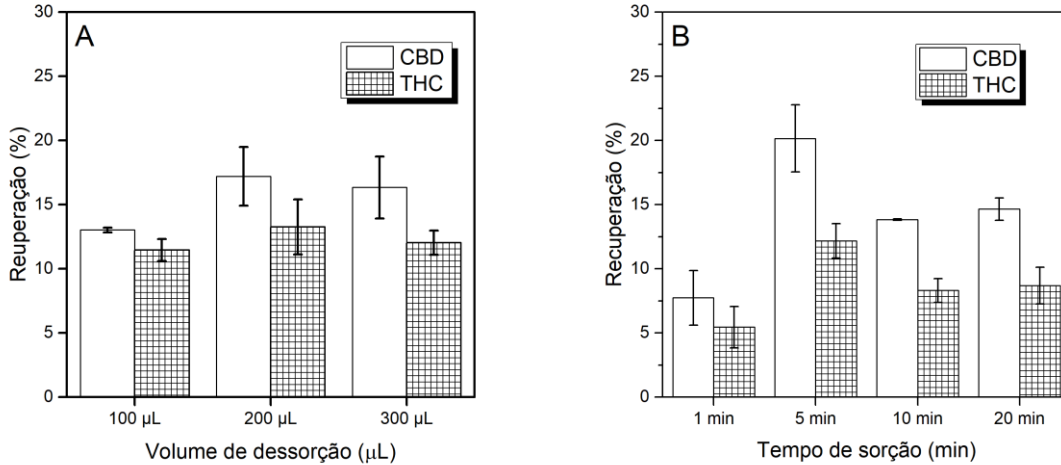 A
CBD
THC
Reuperação (%)
30
25
20
15
10
5
0
100 µL
200 µL
300 µL
Volume de dessorção (µL)
B
CBD
THC
Recuperação (%)
30
25
20
15
10
5
0
1 min
5 min
10 min
20 min
Tempo de sorção (min)